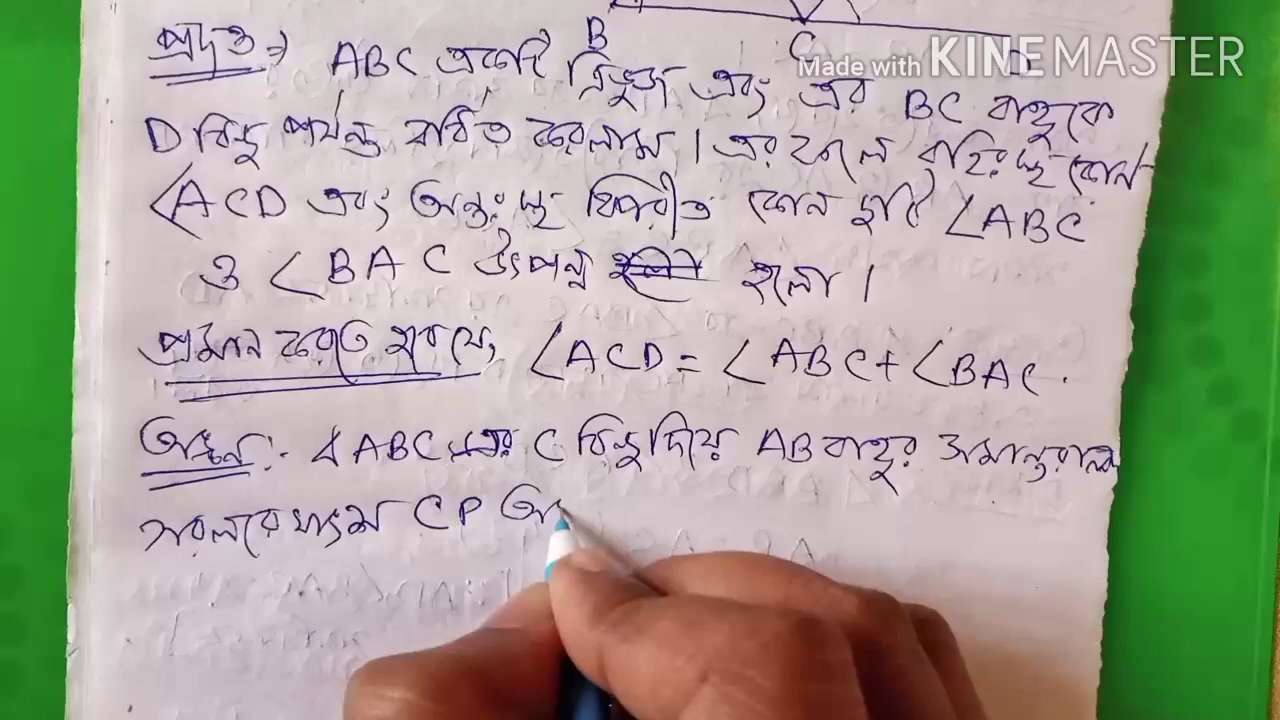 B
C
D
Made with KINEMASTER
প্রদত্ত→ ABC একটি ত্রিভুজ এবং এর BC বাহুকে
D বিন্দু পর্যন্ত বর্ধিত করলাম। এর ফলে বহিঃস্থ কোন
∠ACD এবং অন্তঃস্থ বিপরীত কোন দুটি ∠ABC
ও ∠BAC উৎপন্ন হলো।
প্রমান করতে হবে যে, ∠ACD = ∠ABC + ∠BAC.
অঙ্কন:- ΔABC এর C বিন্দু দিয়ে AB বাহুর সমান্তরাল
সরলরেখাংশ CP